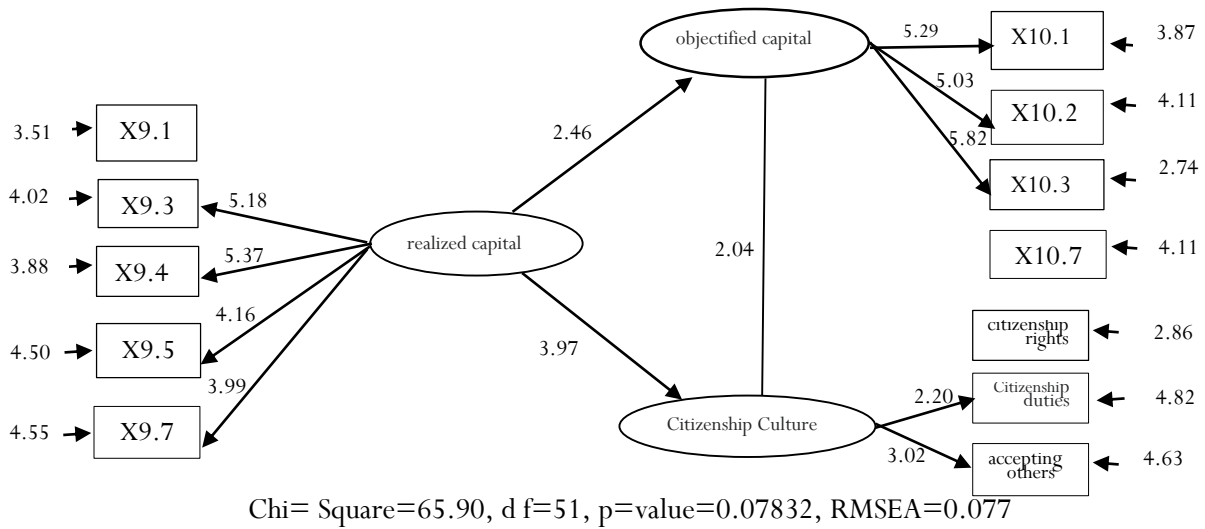 objectified capital
5.29
X10.1
3.87
5.03
X10.2
4.11
5.82
X10.3
2.74
X10.7
4.11
3.51
X9.1
4.02
X9.3
5.18
3.88
X9.4
5.37
4.50
X9.5
4.16
4.55
X9.7
3.99
realized capital
2.46
2.04
3.97
Citizenship Culture
citizenship
rights
2.86
2.20
Citizenship
duties
4.82
3.02
accepting
others
4.63
Chi= Square=65.90, d f=51, p=value=0.07832, RMSEA=0.077